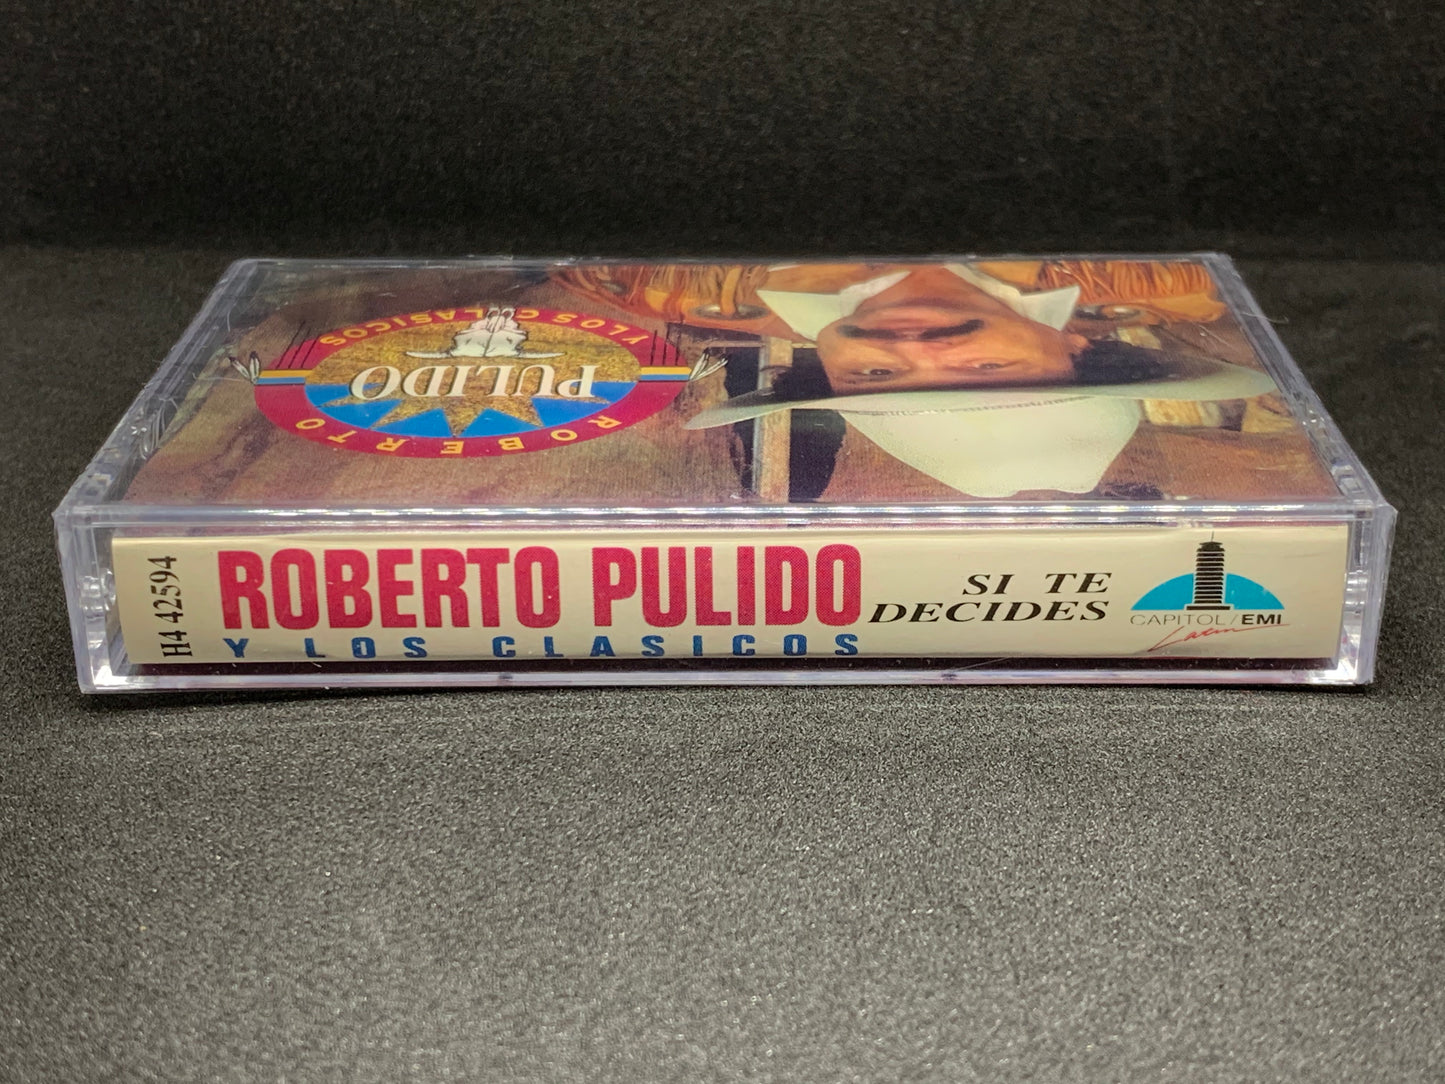 Y LOS CLASICOS
PULIDO
ROBERTO
H4 42594
ROBERTO PULIDO
Y LOS CLASICOS
SI TE
DECIDES
CAPITOL/EMI
Latin